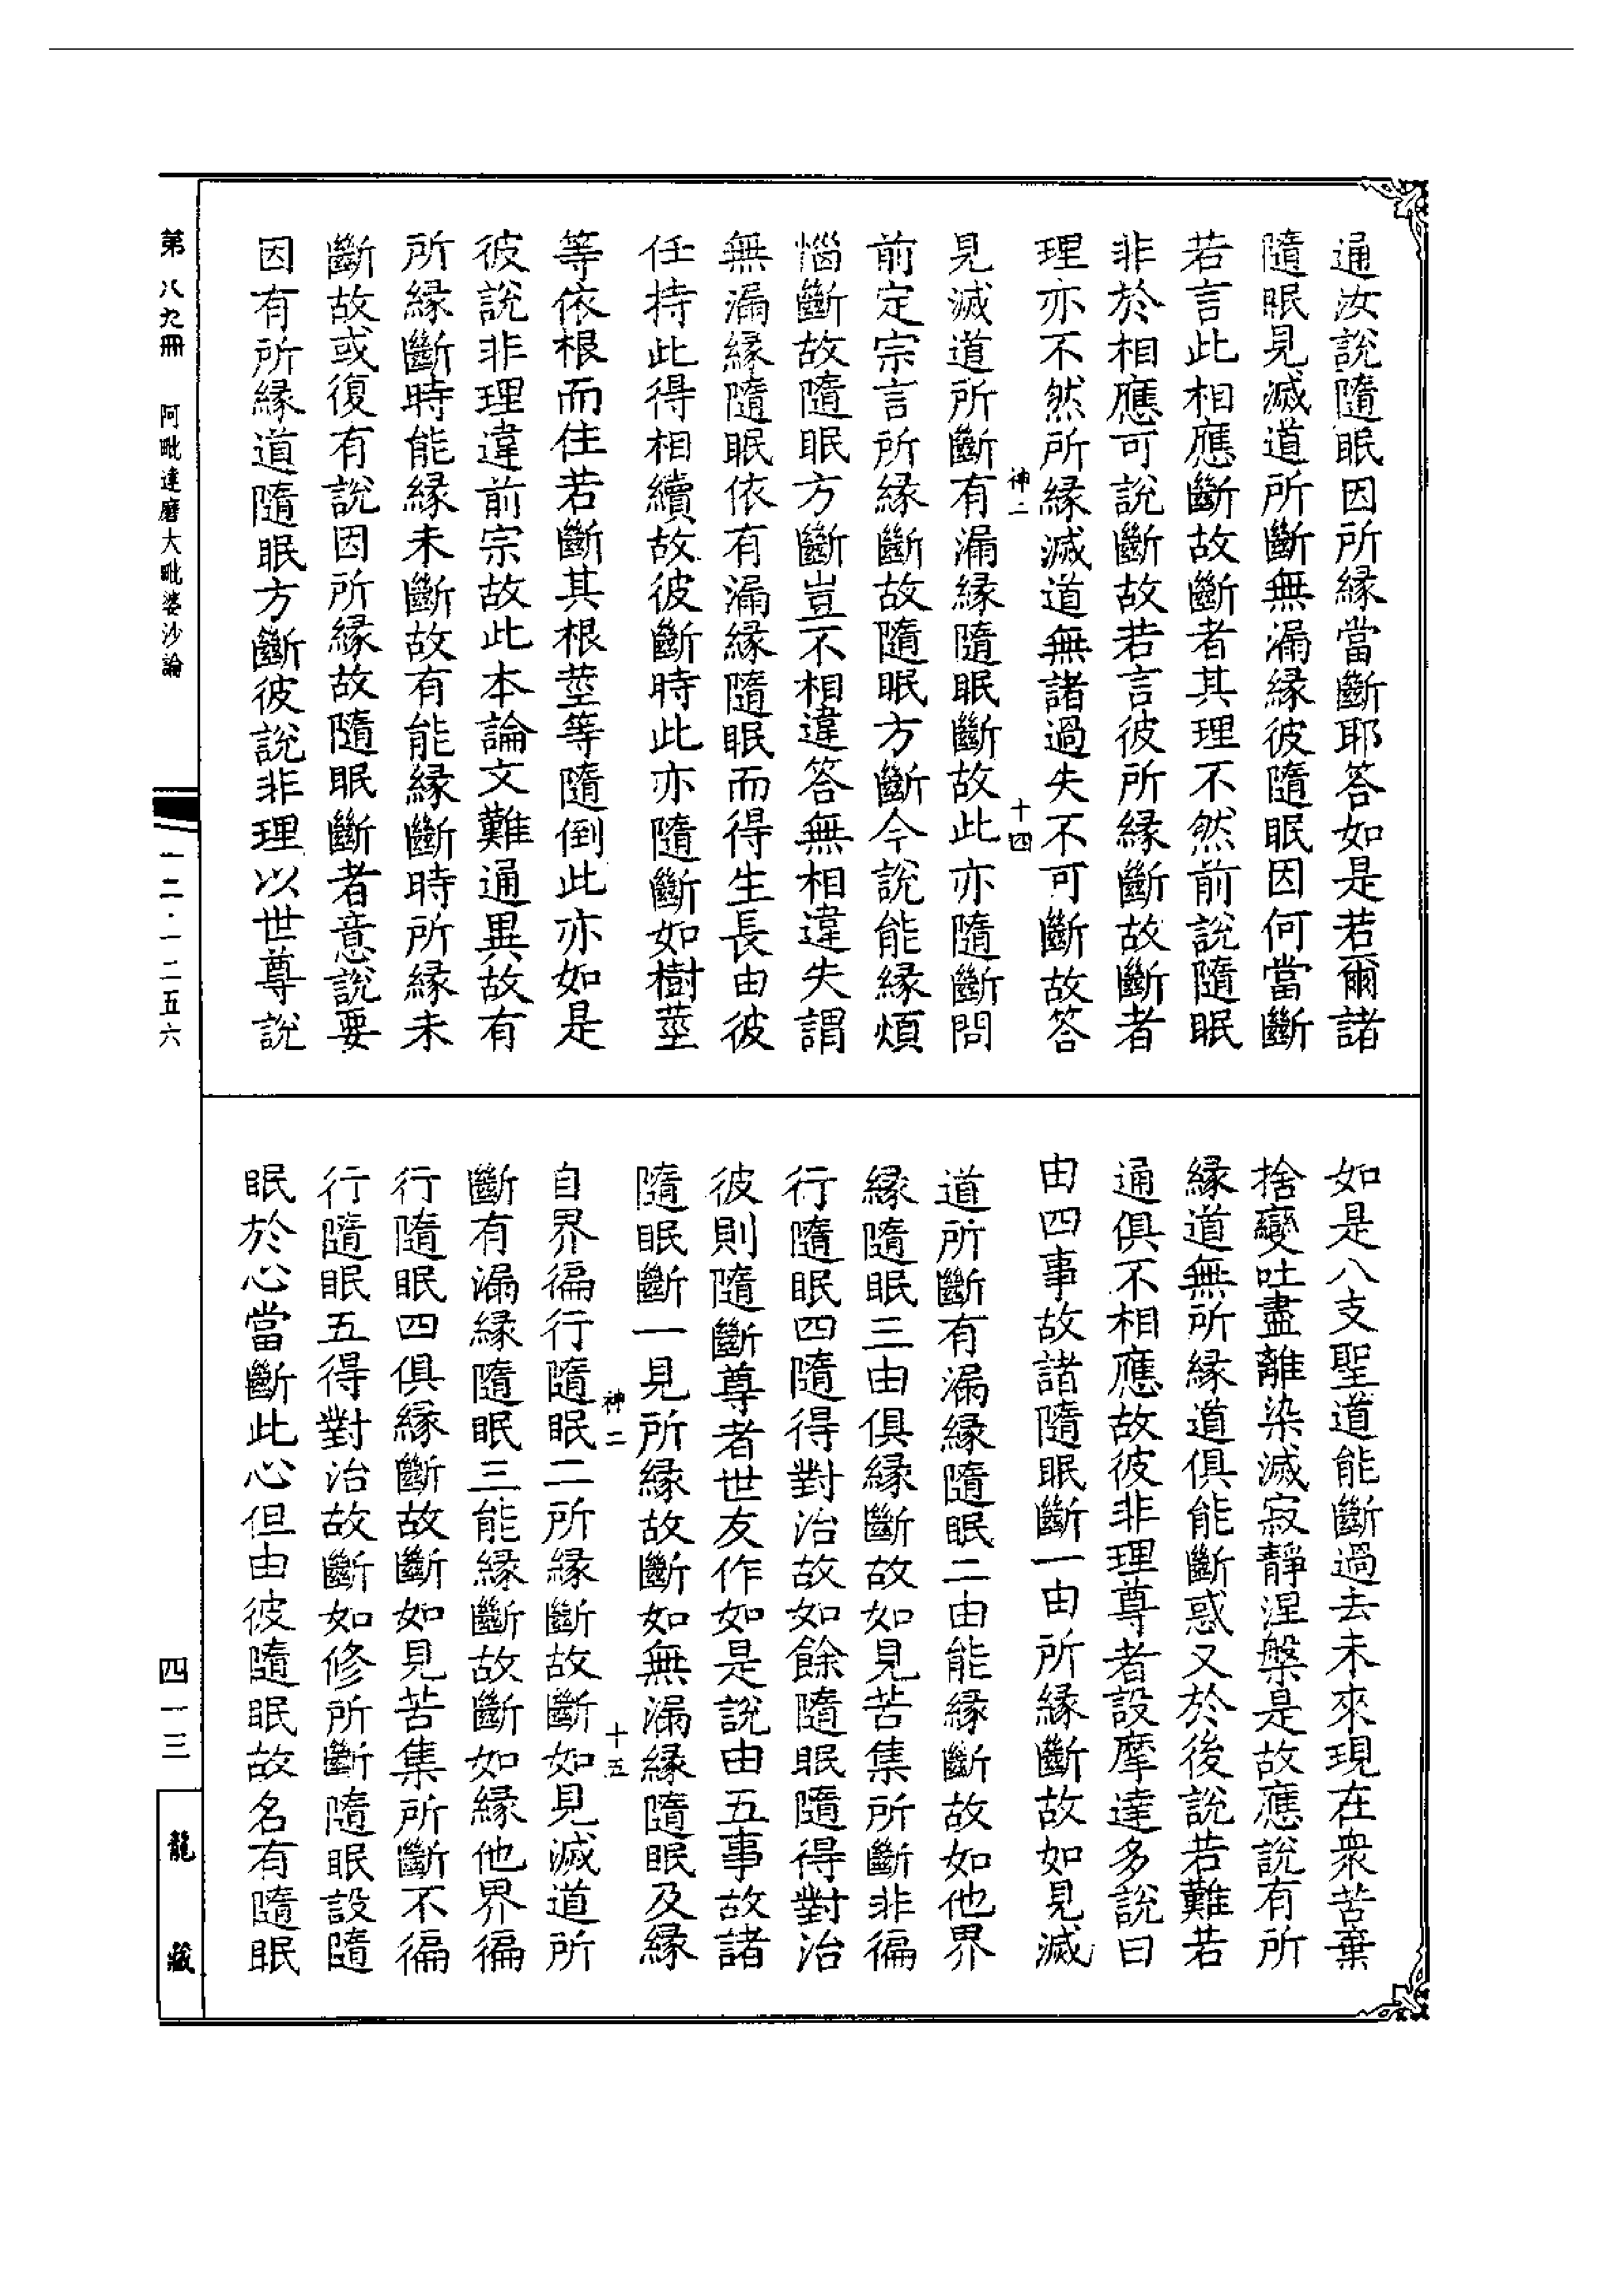 通汝說隨眠因所緣當斷耶答如是若爾諸
隨眠見滅道所斷無漏緣彼隨眠因何當斷
若言此相應斷故斷者其理不然前說隨眠
非於相應可說斷故若言彼所緣斷故斷者
理亦不然所緣滅道無諸過失不可斷故答
神二 十四
見滅道所斷有漏緣隨眠斷故此亦隨斷問
前定宗言所緣斷故隨眠方斷今說能緣煩
惱斷故隨眠方斷豈不相違答無相違失謂
無漏緣隨眠依有漏緣隨眠而得生長由彼
任持此得相續故彼斷時此亦隨斷如樹莖
等依根而住若斷其根莖等隨倒此亦如是
彼說非理違前宗故此本論文難通異故有
所緣斷時能緣未斷故有能緣斷時所緣未
斷故或復有說因所緣故隨眠斷者意說要
因有所緣道隨眠方斷彼說非理以世尊說
如是八支聖道能斷過去未來現在衆苦棄
捨變吐盡離染滅寂靜涅槃是故應說有所
緣道無所緣道俱能斷惑又於後說若難若
通俱不相應故彼非理尊者設摩達多說曰
由四事故諸隨眠斷一由所緣斷故如見滅
道所斷有漏緣隨眠二由能緣斷故如他界
緣隨眠三由俱緣斷故如見苦集所斷非徧
行隨眠四隨得對治故如餘隨眠隨得對治
彼則隨斷尊者世友作如是說由五事故諸
隨眠斷一見所緣故斷如無漏緣隨眠及緣
神二 十五
自界徧行隨眠二所緣斷故斷如見滅道所
斷有漏緣隨眠三能緣斷故斷如緣他界徧
行隨眠四俱緣斷故斷如見苦集所斷不徧
行隨眠五得對治故斷如修所斷隨眠設隨
眠於心當斷此心但由彼隨眠故名有隨眠
第八九冊 阿毗達磨大毗婆沙論
一二·一二五六
四一三
龍藏